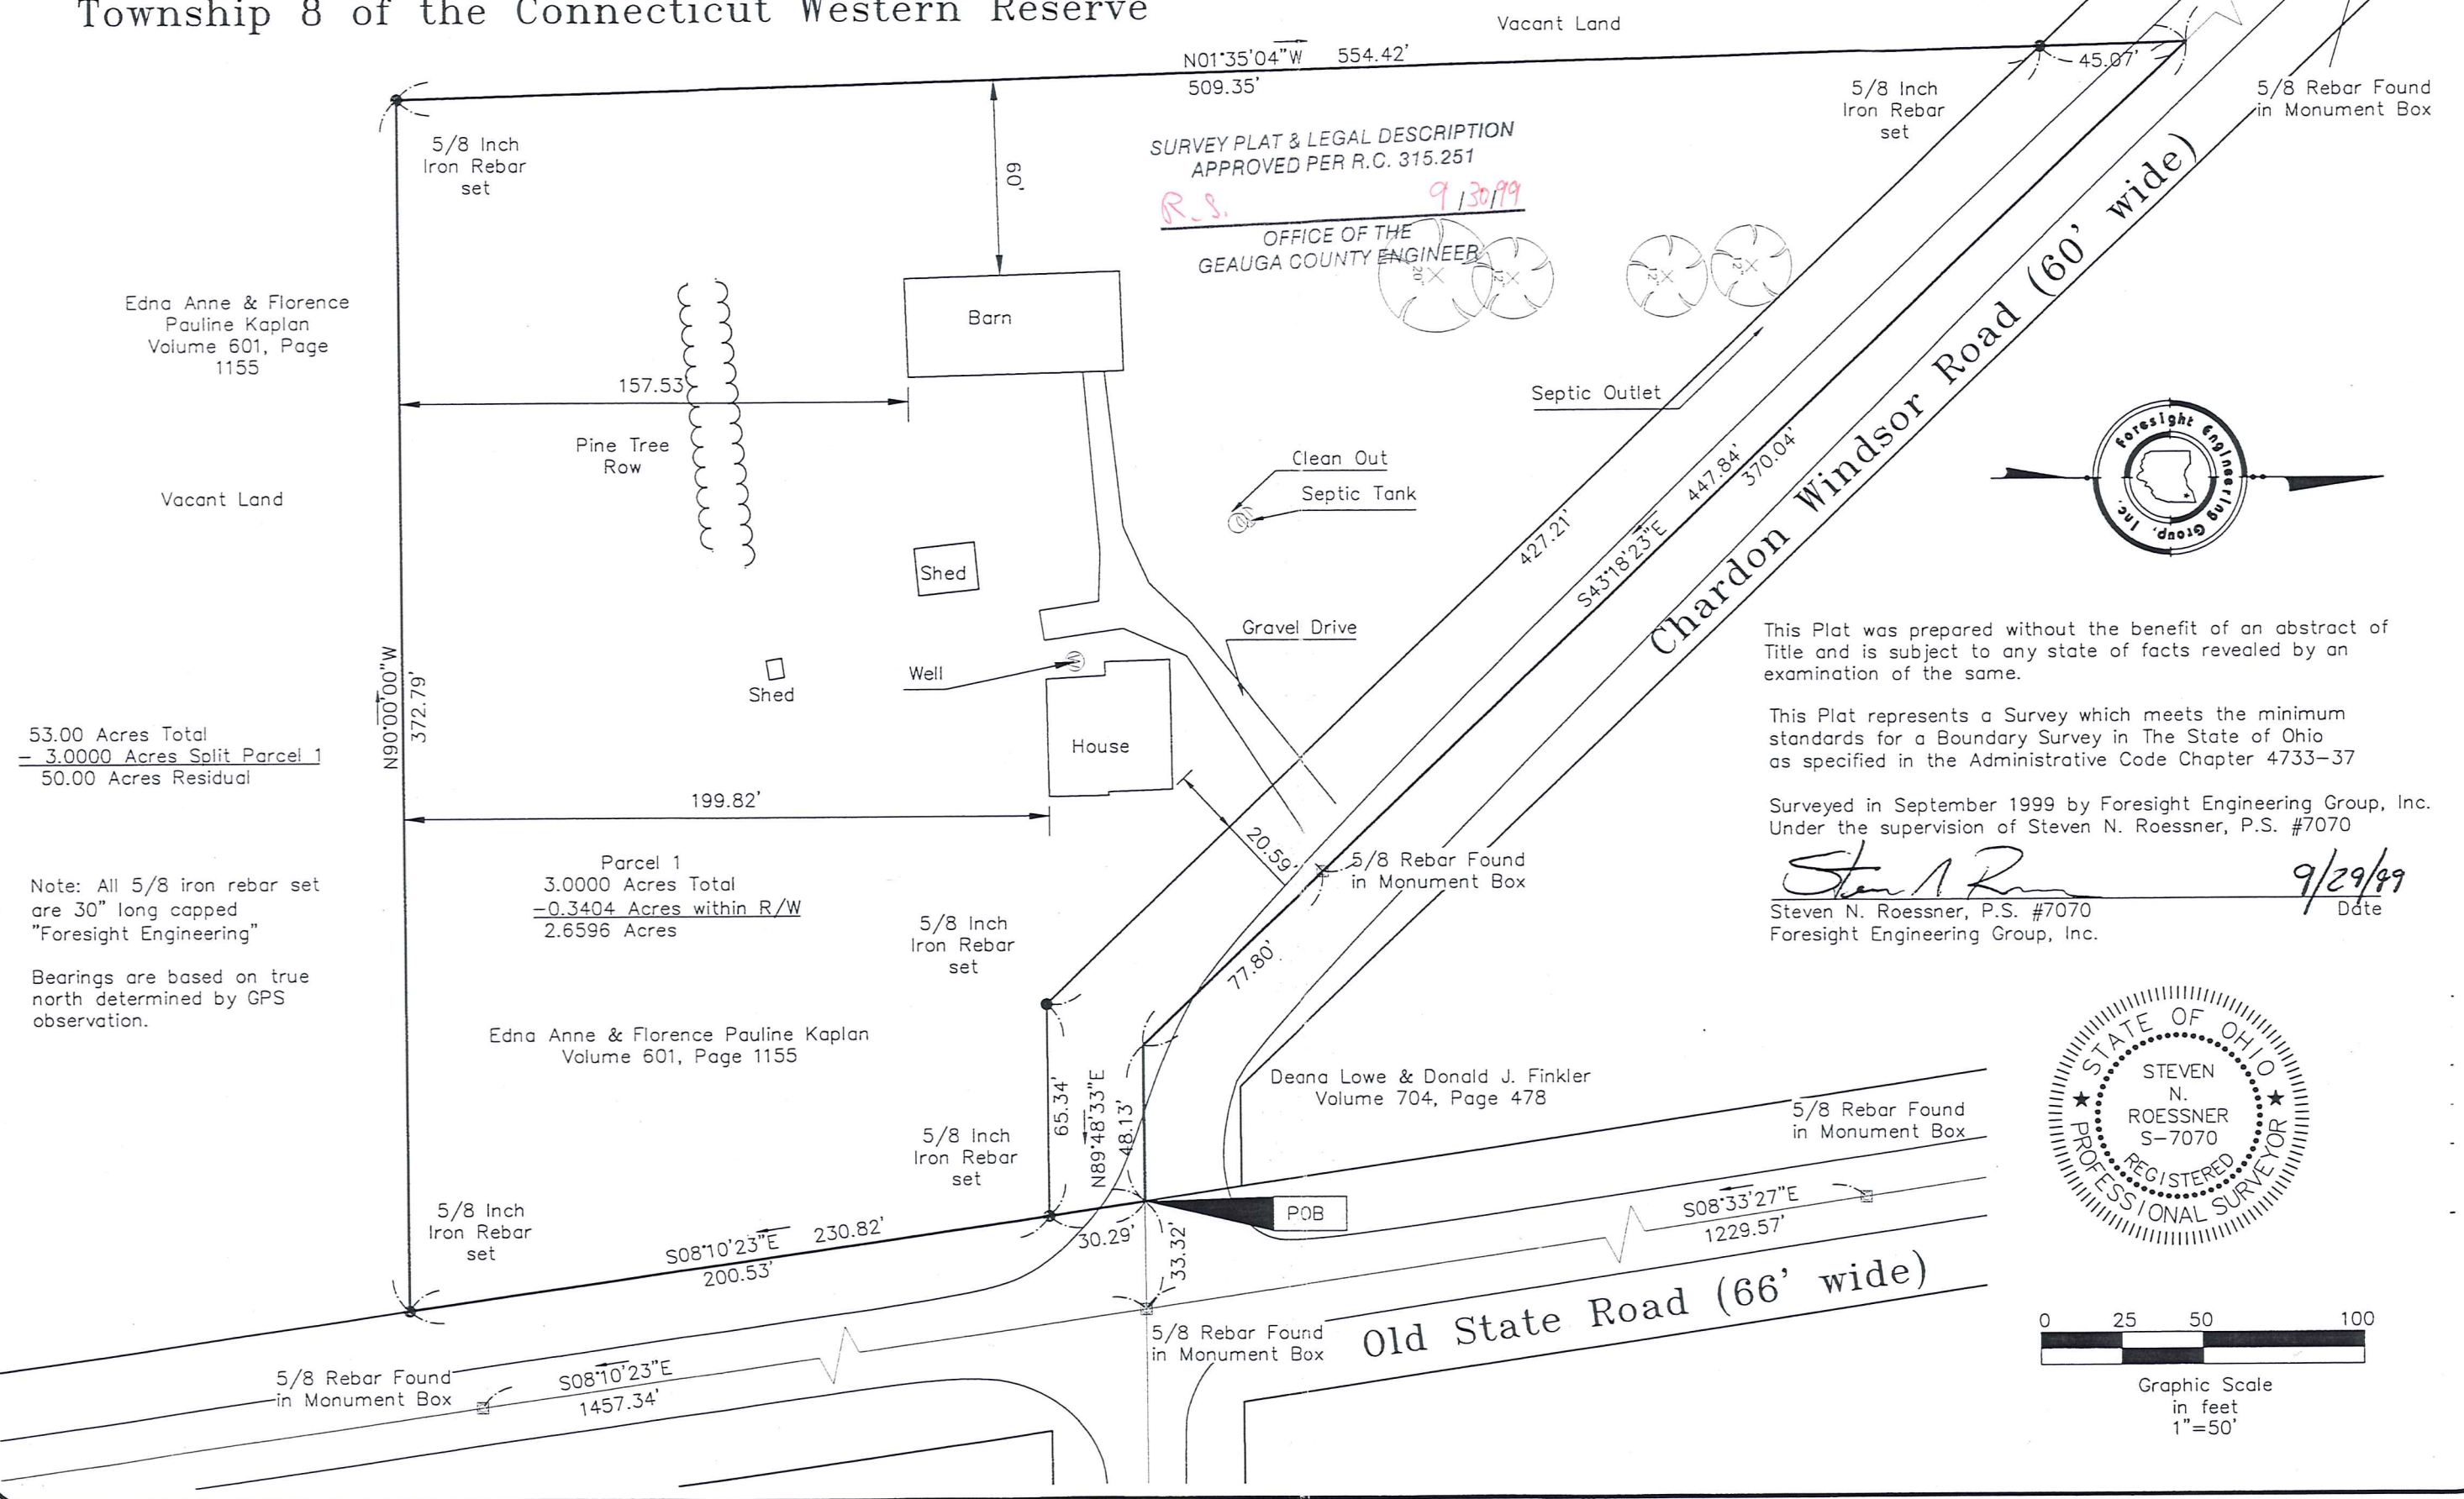 Township 8 of the Connecticut Western Reserve
Vacant Land
N01°35'04"W 554.42'
509.35'
45.07'
5/8 Inch
Iron Rebar
set
5/8 Inch
Iron Rebar
set
5/8 Rebar Found
in Monument Box
60'
SURVEY PLAT & LEGAL DESCRIPTION
APPROVED PER R.C. 315.251
R.S. 9/30/99
OFFICE OF THE
GEAUGA COUNTY ENGINEER
20"
12"
12"
12"
Edna Anne & Florence
Pauline Kaplan
Volume 601, Page
1155
Barn
157.53'
Pine Tree
Row
Vacant Land
Septic Outlet
Clean Out
Septic Tank
Chardon Windsor Road (60' wide)
447.84'
370.04'
427.21'
S43°18'23"E
Foresight Engineering
Group, Inc.
Shed
Shed
Gravel Drive
Well
W
House
N90°00'00"W
372.79'
53.00 Acres Total
- 3.0000 Acres Split Parcel 1
50.00 Acres Residual
199.82'
20.59'
This Plat was prepared without the benefit of an abstract of
Title and is subject to any state of facts revealed by an
examination of the same.
This Plat represents a Survey which meets the minimum
standards for a Boundary Survey in The State of Ohio
as specified in the Administrative Code Chapter 4733-37
Surveyed in September 1999 by Foresight Engineering Group, Inc.
Under the supervision of Steven N. Roessner, P.S. #7070
9/29/99
Steven N. Roessner, P.S. #7070
Date
Foresight Engineering Group, Inc.
Parcel 1
3.0000 Acres Total
-0.3404 Acres within R/W
2.6596 Acres
Note: All 5/8 iron rebar set
are 30" long capped
"Foresight Engineering"
Bearings are based on true
north determined by GPS
observation.
5/8 Inch
Iron Rebar
set
5/8 Rebar Found
in Monument Box
77.80'
Edna Anne & Florence Pauline Kaplan
Volume 601, Page 1155
65.34'
N89°48'33"E
48.13'
Deana Lowe & Donald J. Finkler
Volume 704, Page 478
5/8 Rebar Found
in Monument Box
STATE OF OHIO
STEVEN
N.
ROESSNER
S-7070
REGISTERED
PROFESSIONAL SURVEYOR
5/8 Inch
Iron Rebar
set
5/8 Inch
Iron Rebar
set
POB
S08°10'23"E 230.82'
200.53'
30.29'
33.32'
S08°33'27"E
1229.57'
Old State Road (66' wide)
5/8 Rebar Found
in Monument Box
5/8 Rebar Found
in Monument Box
S08°10'23"E
1457.34'
0 25 50 100
Graphic Scale
in feet
1"=50'